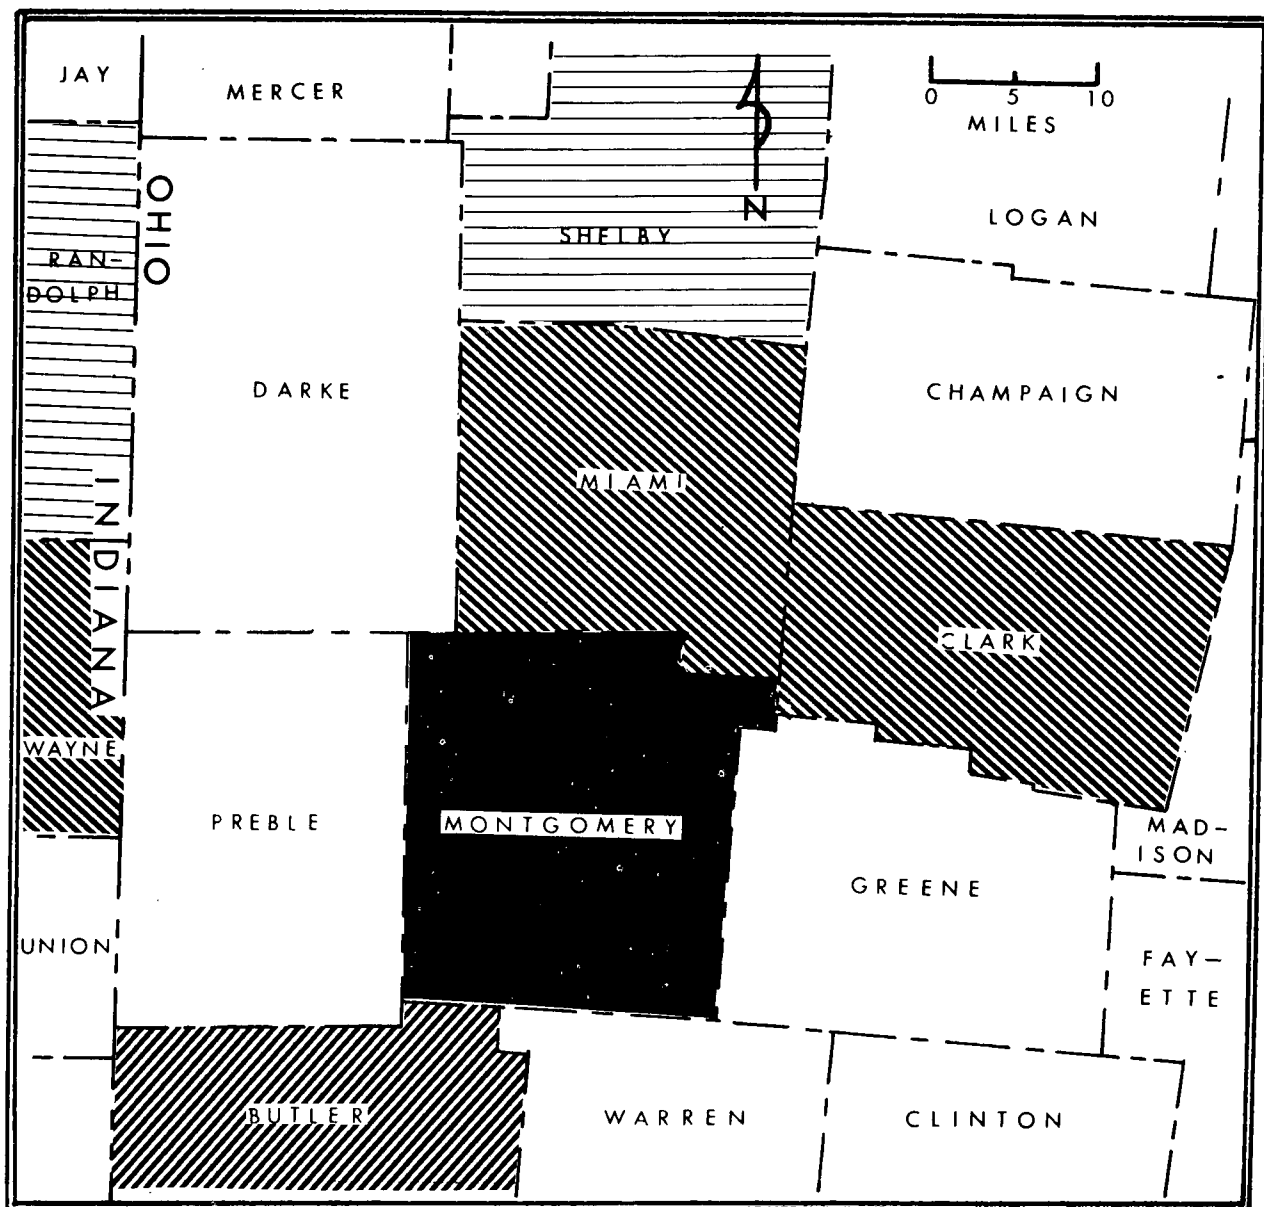 JAY
MERCER
0 5 10
MILES
LOGAN
N
OHIO
SHELBY
RAN-
DOLPH
DARKE
CHAMPAIGN
MIAMI
INDIANA
CLARK
WAYNE
PREBLE
MONTGOMERY
MAD-
ISON
GREENE
UNION
FAY-
ETTE
BUTLER
WARREN
CLINTON